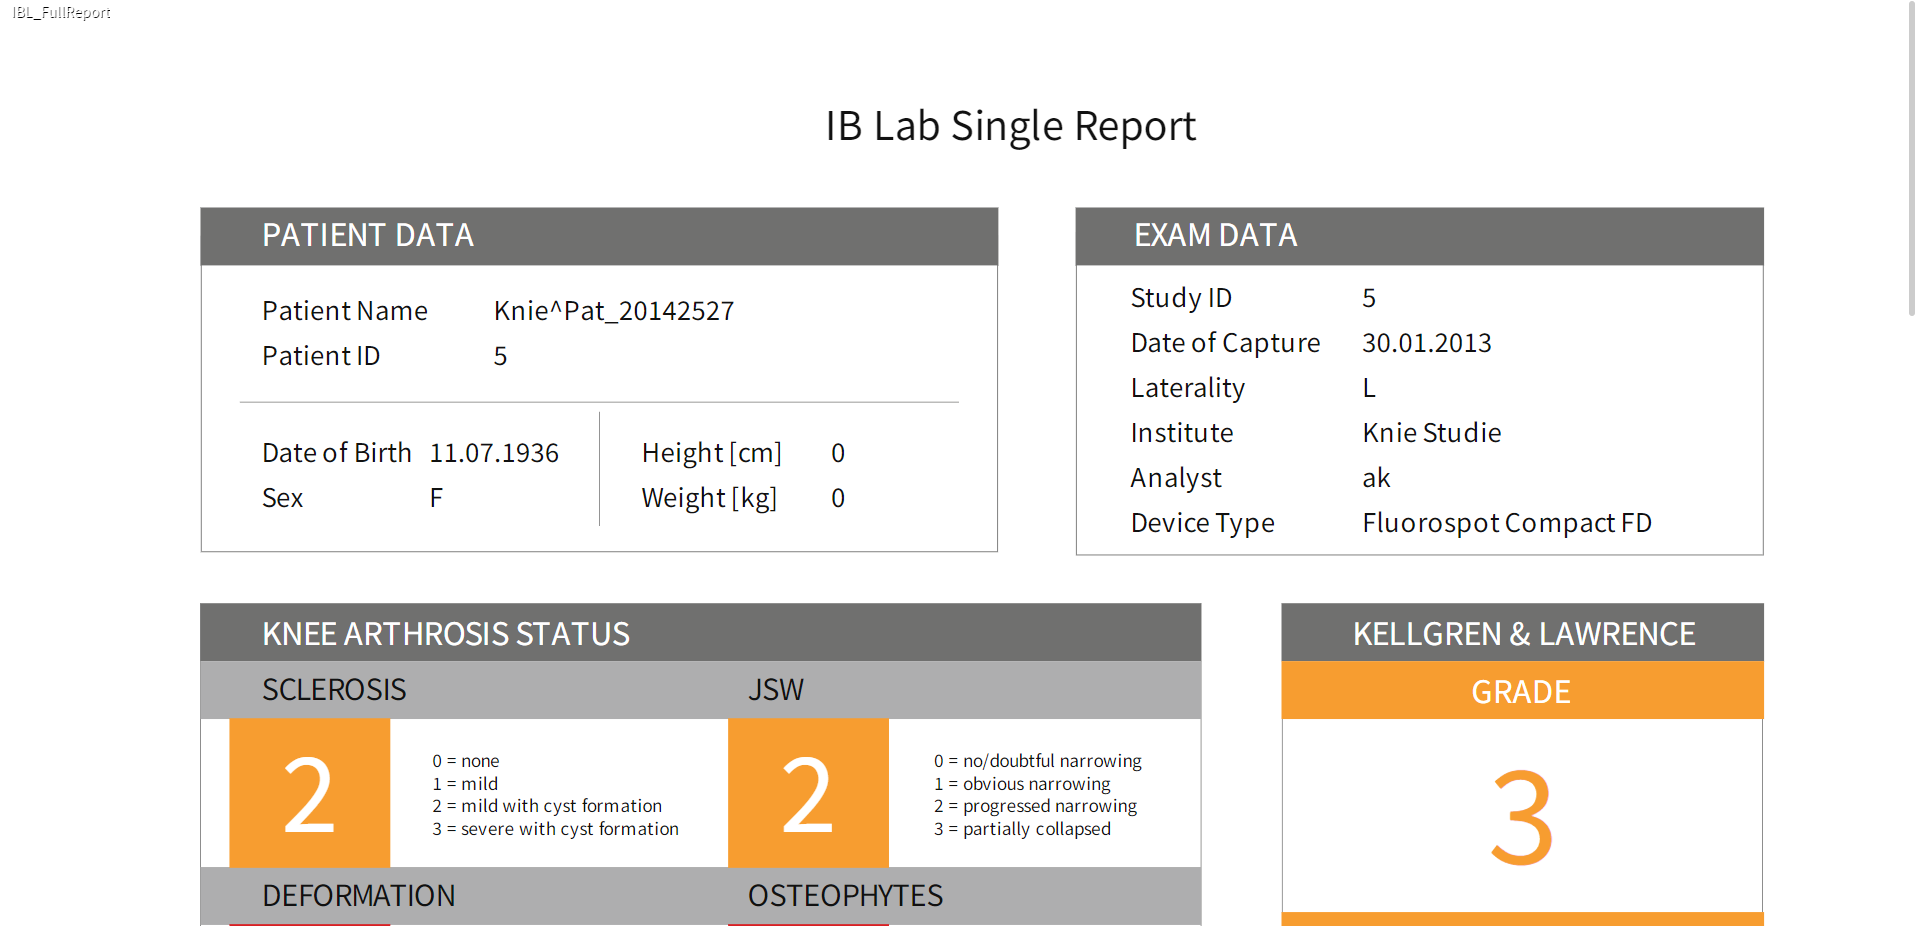 IBL_FullReport
IB Lab Single Report
PATIENT DATA
Patient Name Knie^Pat_20142527
Patient ID 5
Date of Birth 11.07.1936
Sex F
Height [cm] 0
Weight [kg] 0
EXAM DATA
Study ID 5
Date of Capture 30.01.2013
Laterality L
Institute Knie Studie
Analyst ak
Device Type Fluorospot Compact FD
KNEE ARTHROSIS STATUS
SCLEROSIS
2
0 = none
1 = mild
2 = mild with cyst formation
3 = severe with cyst formation
JSW
2
0 = no/doubtful narrowing
1 = obvious narrowing
2 = progressed narrowing
3 = partially collapsed
DEFORMATION
OSTEOPHYTES
KELLGREN & LAWRENCE
GRADE
3